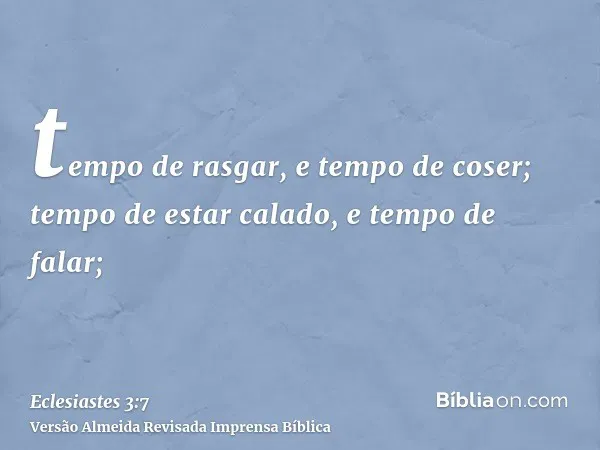 tempo de rasgar, e tempo de coser;
tempo de estar calado, e tempo de
falar;
Eclesiastes 3:7
Versão Almeida Revisada Imprensa Bíblica
Bíbliaon.com